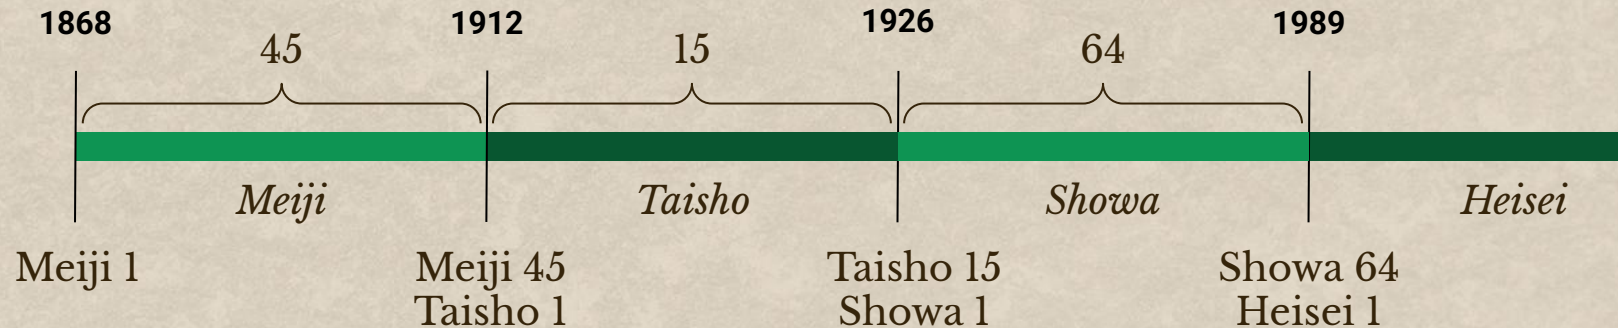 1868 1912 1926 1989
45 15 64
Meiji Taisho Showa Heisei
Meiji 1 Meiji 45 Taisho 15 Showa 64
Taisho 1 Showa 1 Heisei 1